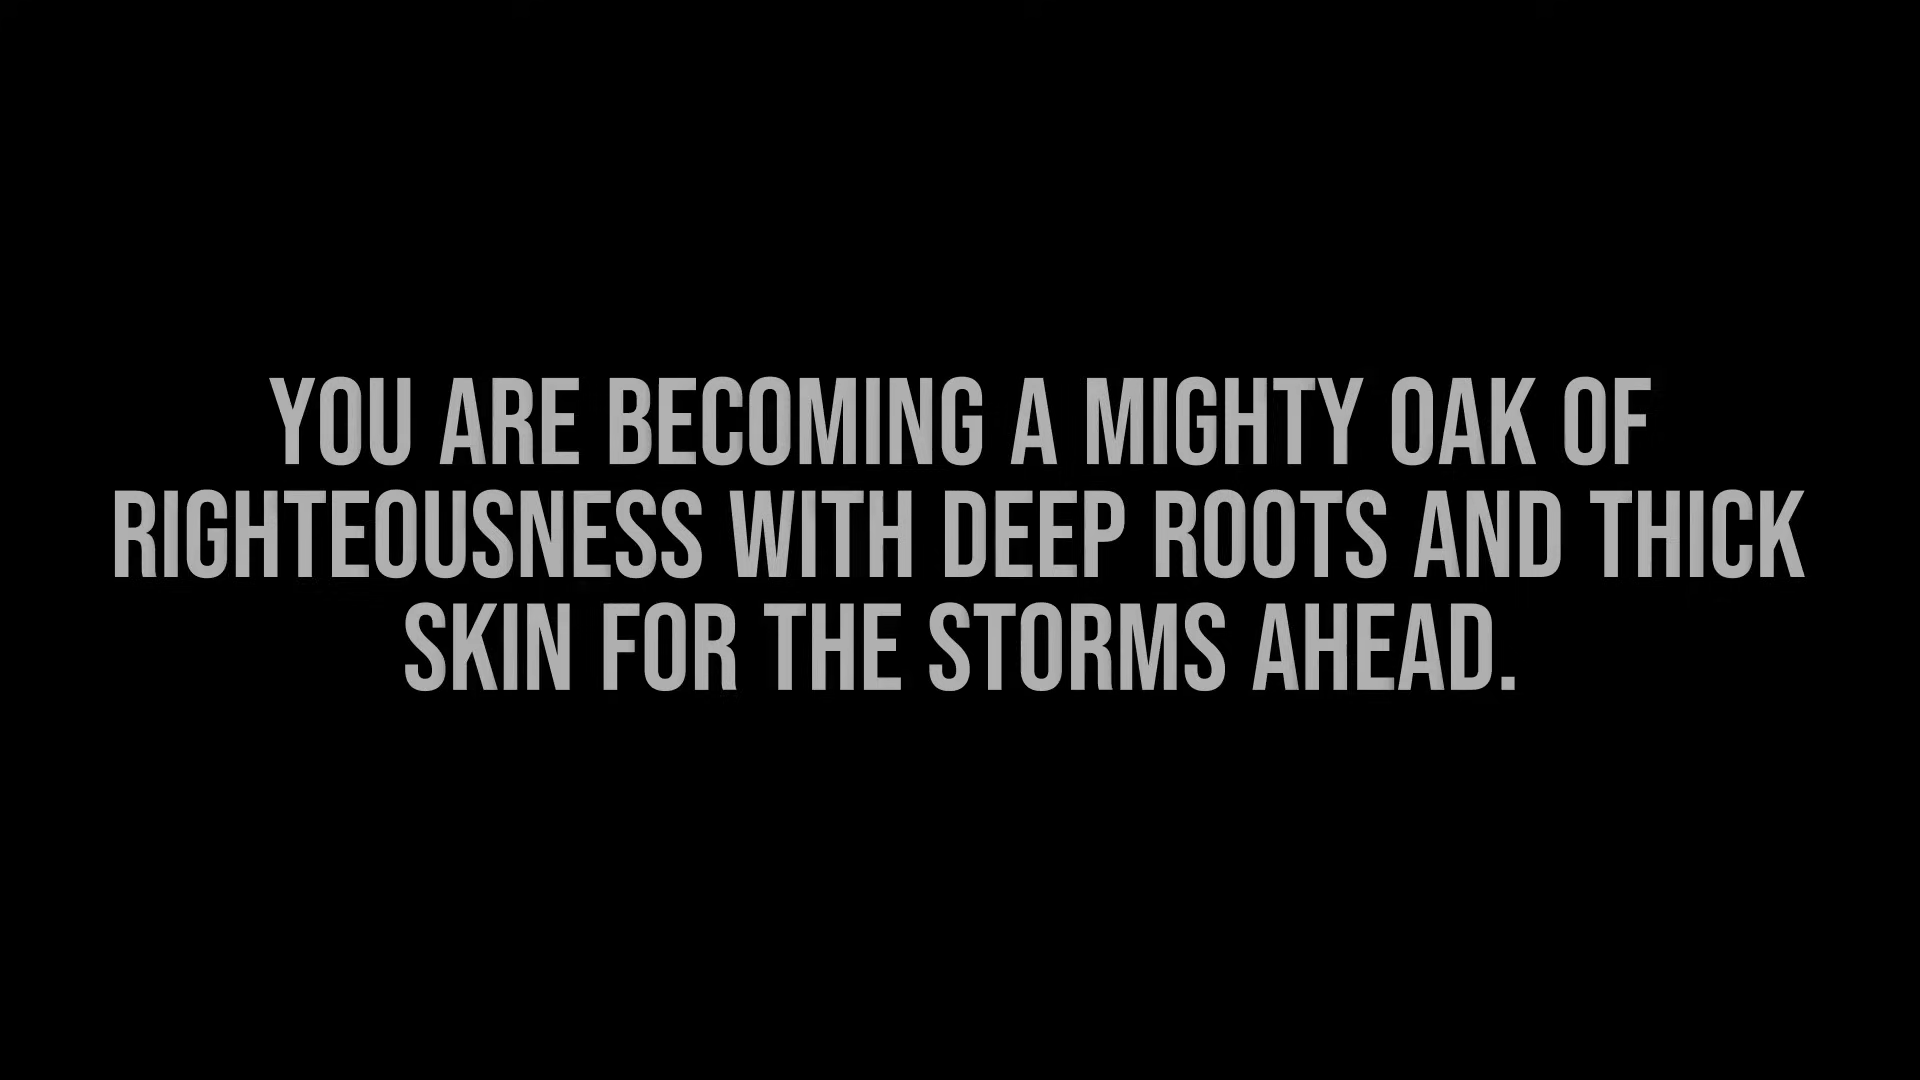 YOU ARE BECOMING A MIGHTY OAK OF
RIGHTEOUSNESS WITH DEEP ROOTS AND THICK
SKIN FOR THE STORMS AHEAD.